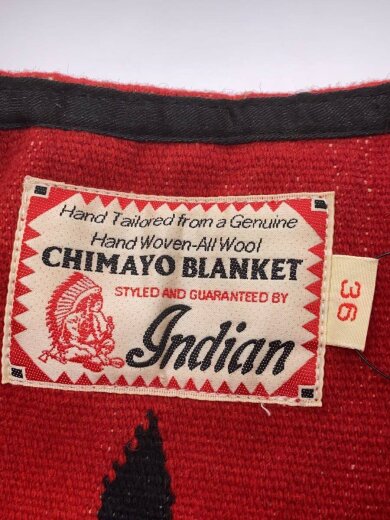 Hand Tailored from a Genuine
Hand Woven-All Wool
CHIMAYO BLANKET
STYLED AND GUARANTEED BY
Indian
36